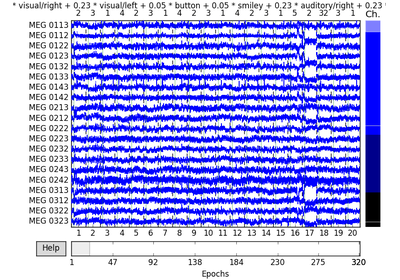 * visual/right + 0.23 * visual/left + 0.05 * button + 0.05 * smiley + 0.23 * auditory/right + 0.23 *
2 3 1 4 1 3 2 4 1 3 1 4 2 3 1 5 2 32 3 1
Ch.
MEG 0113
MEG 0112
MEG 0122
MEG 0123
MEG 0132
MEG 0133
MEG 0143
MEG 0142
MEG 0213
MEG 0212
MEG 0222
MEG 0223
MEG 0232
MEG 0233
MEG 0243
MEG 0242
MEG 0313
MEG 0312
MEG 0322
MEG 0323
1 2 3 4 5 6 7 8 9 10 11 12 13 14 15 16 17 18 19 20
Help
1 47 92 138 184 230 275 320
Epochs